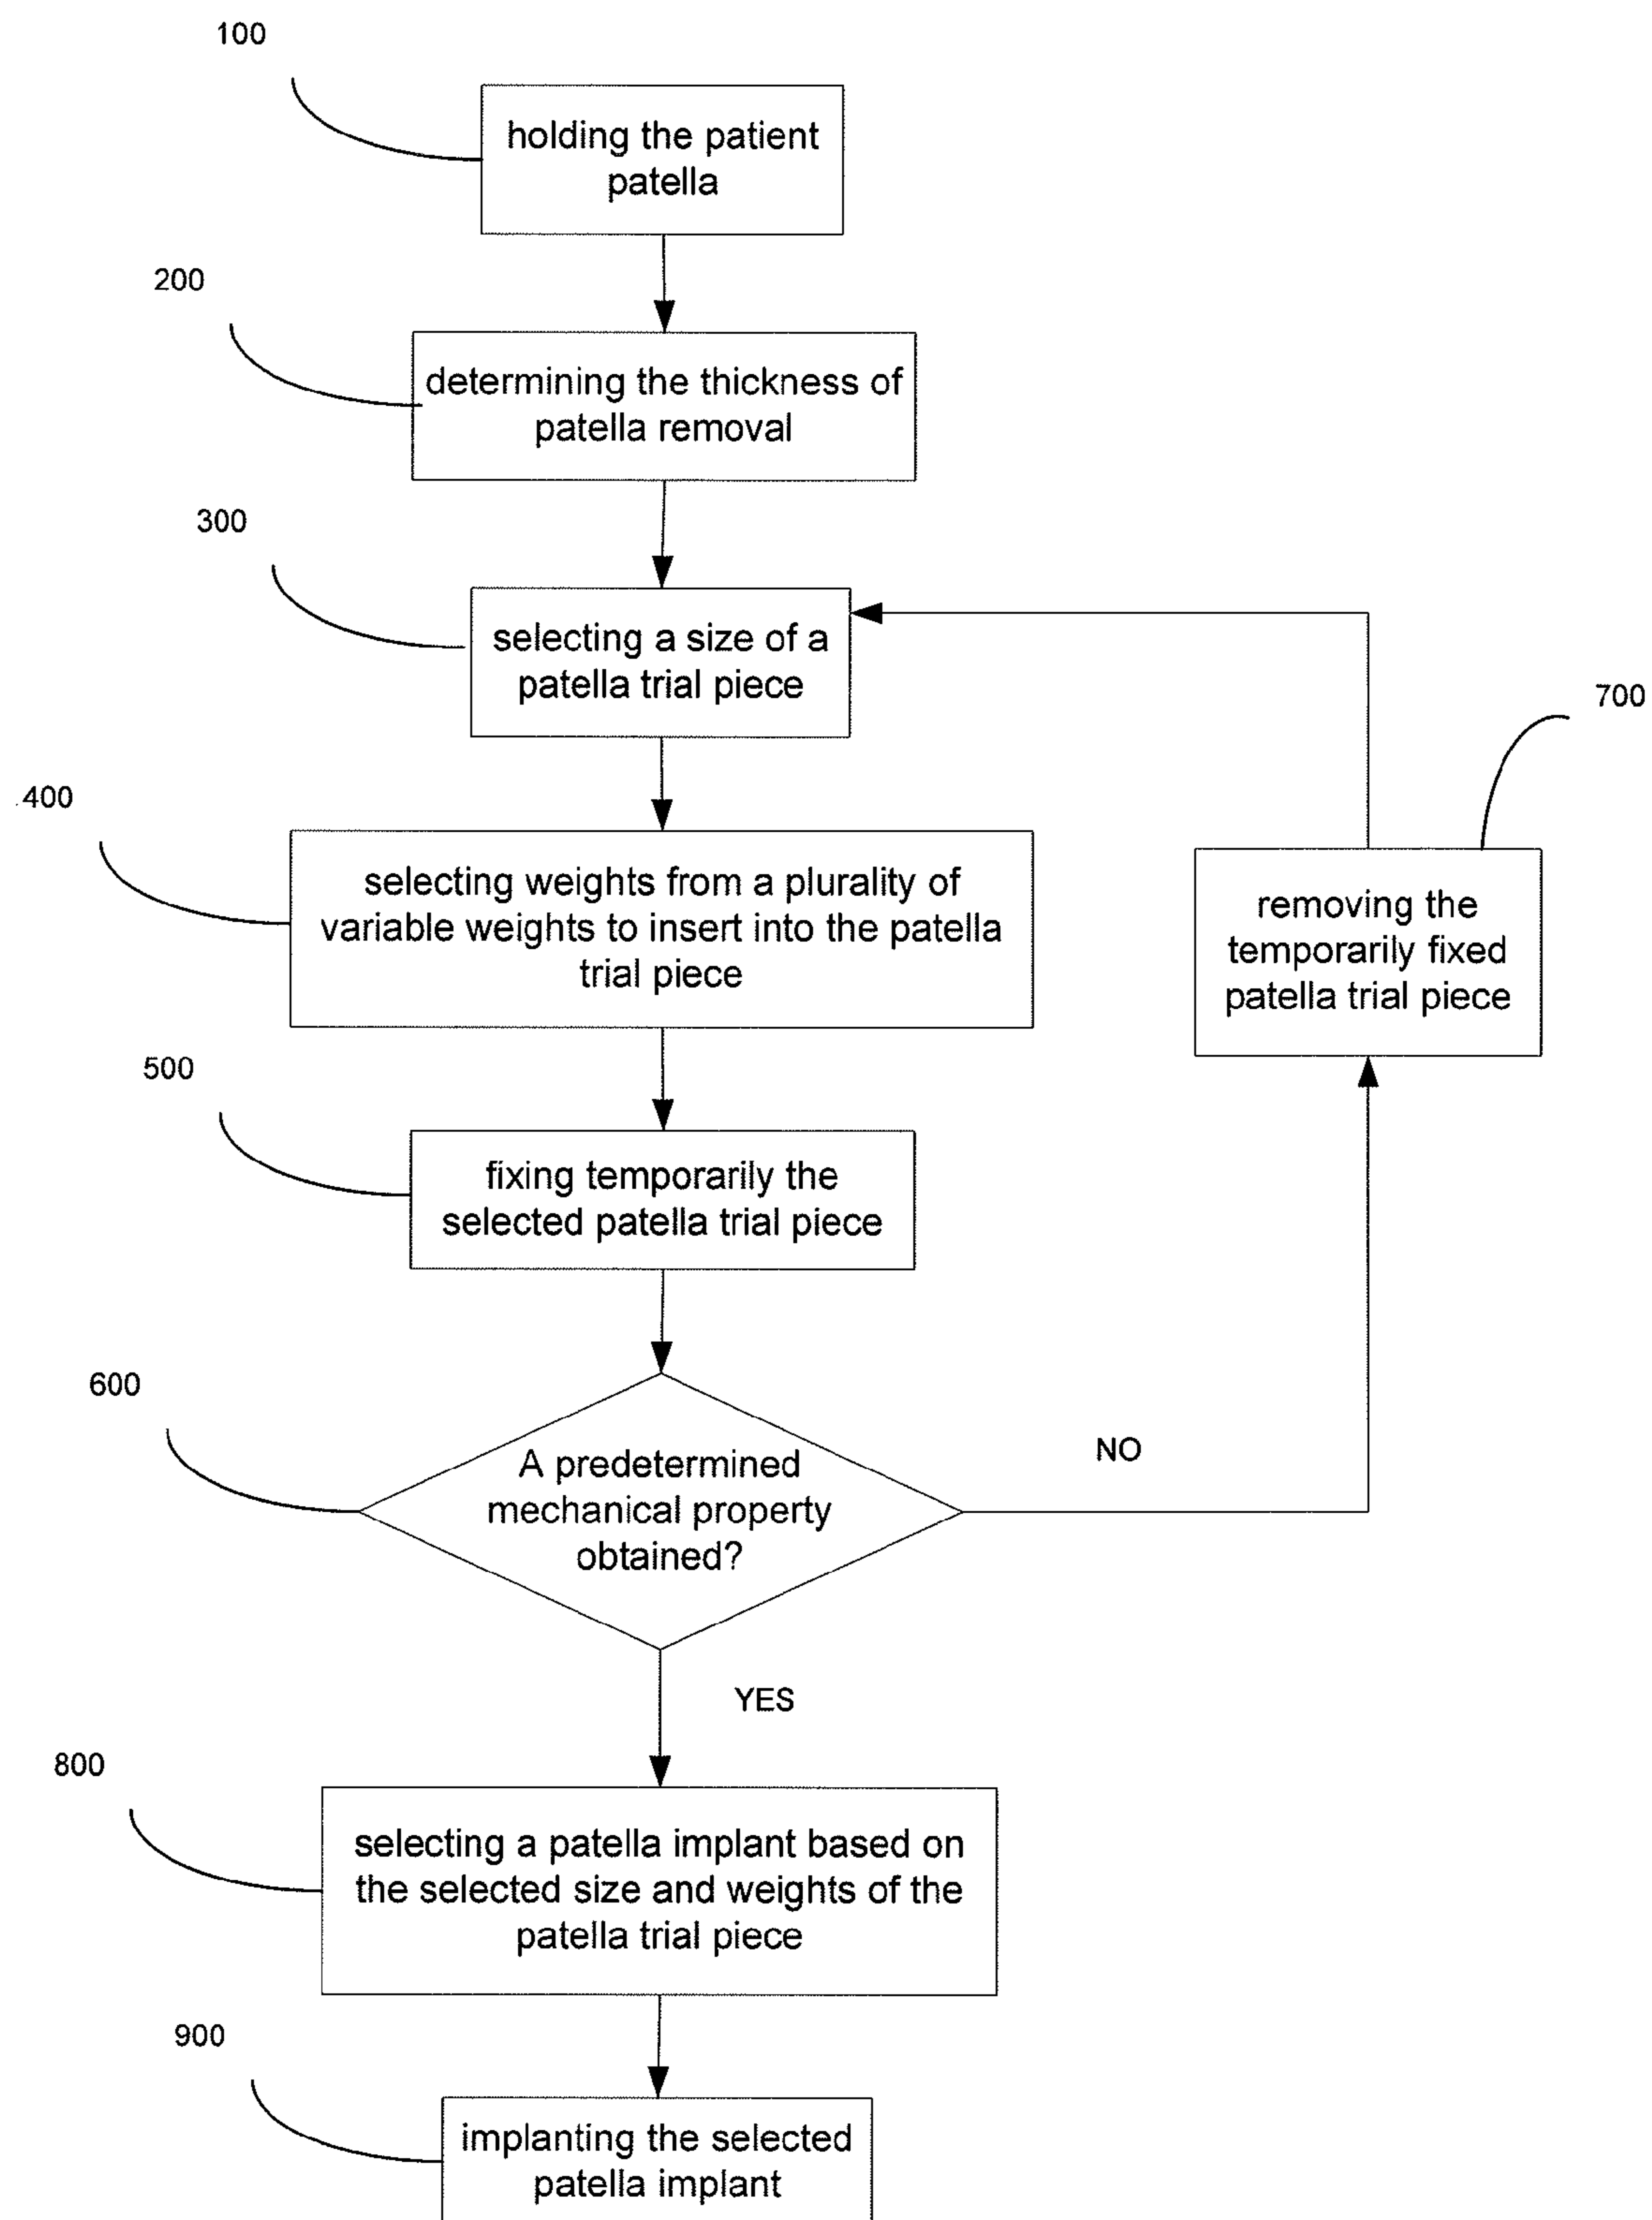 100
holding the patient
patella
200
determining the thickness of
patella removal
300
selecting a size of a
patella trial piece
700
400
selecting weights from a plurality of
variable weights to insert into the patella
trial piece
removing the
temporarily fixed
patella trial piece
500
fixing temporarily the
selected patella trial piece
600
A predetermined
mechanical property
obtained?
NO
YES
800
selecting a patella implant based on
the selected size and weights of the
patella trial piece
900
implanting the selected
patella implant